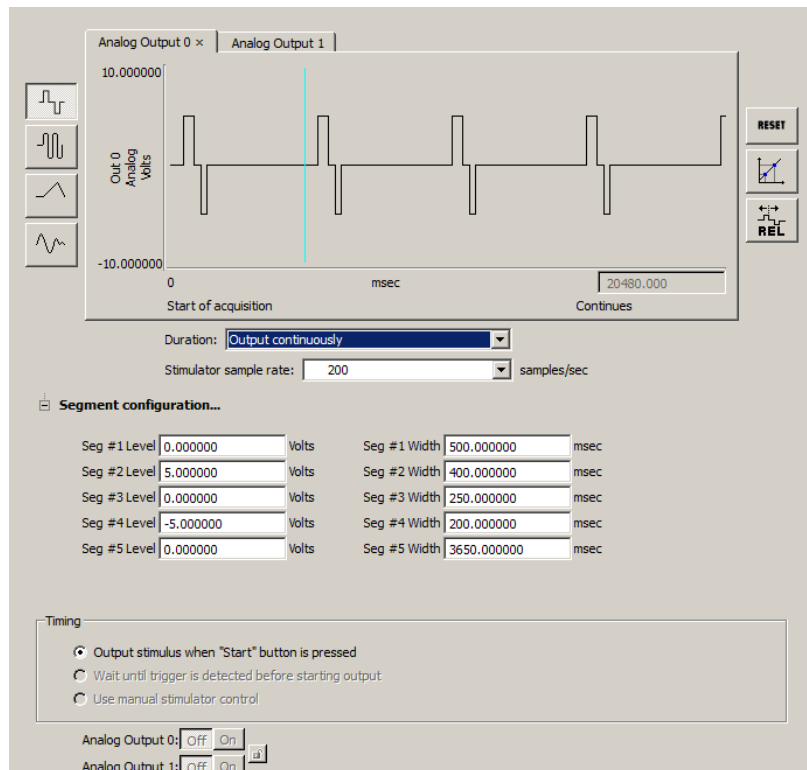 Analog Output 0 ×
Analog Output 1
10.000000
Out 0
Analog
Volts
-10.000000
0
msec
20480.000
Start of acquisition
Continues
RESET
REL
Duration: Output continuously
Stimulator sample rate: 200 samples/sec
Segment configuration...
Seg #1 Level 0.000000 Volts Seg #1 Width 500.000000 msec
Seg #2 Level 5.000000 Volts Seg #2 Width 400.000000 msec
Seg #3 Level 0.000000 Volts Seg #3 Width 250.000000 msec
Seg #4 Level -5.000000 Volts Seg #4 Width 200.000000 msec
Seg #5 Level 0.000000 Volts Seg #5 Width 3650.000000 msec
Timing
Output stimulus when "Start" button is pressed
Wait until trigger is detected before starting output
Use manual stimulator control
Analog Output 0: Off On
Analog Output 1: Off On